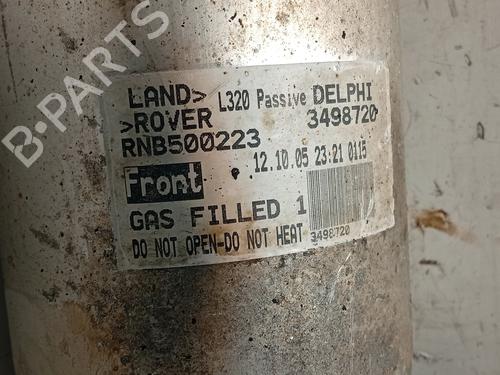 B-PARTS
LAND> L320 Passive DELPHI
>ROVER 3498720
RNB500223
12.10.05 23:21 0115
Front
GAS FILLED 1
DO NOT OPEN-DO NOT HEAT
3498720